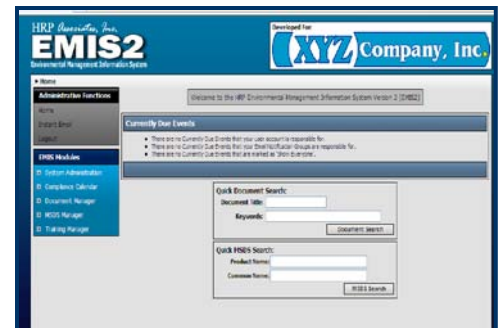 HRP Associates, Inc.
EMIS2
Environmental Management Information System
Developed For:
XYZ Company, Inc.
Home
Administrative Functions
Home
Instant Email
Logout
EMIS Modules
System Administration
Compliance Calendar
Document Manager
MSDS Manager
Training Manager
Welcome to the HRP Environmental Management Information System Version 2 (EMIS2)
Currently Due Events
There are no Currently Due Events that your user account is responsible for.
There are no Currently Due Events that your Email Notification Groups are responsible for.
There are no Currently Due Events that are marked as 'Show Everyone'.
Quick Document Search:
Document Title:
Keywords:
Document Search
Quick MSDS Search:
Product Name:
Common Name:
MSDS Search